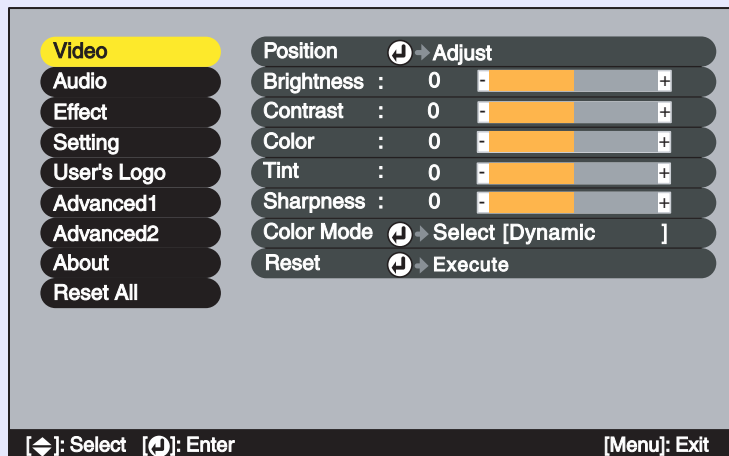 Video
Audio
Effect
Setting
User's Logo
Advanced1
Advanced2
About
Reset All
Position Adjust
Brightness : 0 - +
Contrast : 0 - +
Color : 0 - +
Tint : 0 - +
Sharpness : 0 - +
Color Mode Select [Dynamic ]
Reset Execute
[ ]: Select [ ]: Enter [Menu]: Exit